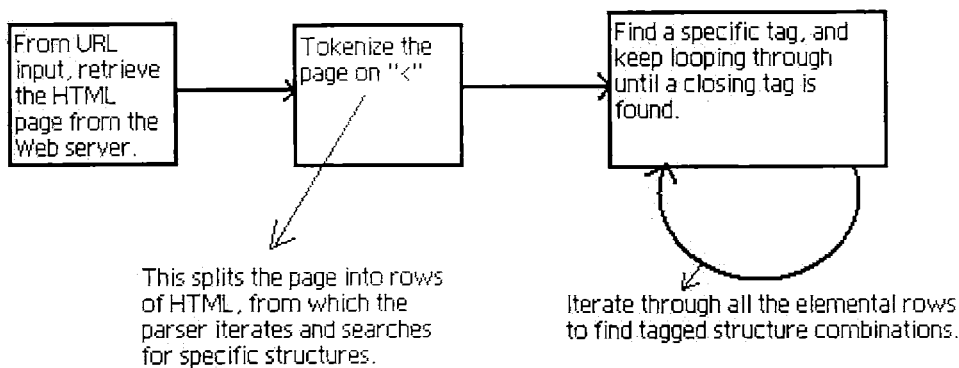 From URL
input, retrieve
the HTML
page from the
Web server.
Tokenize the
page on "<"
Find a specific tag, and
keep looping through
until a closing tag is
found.
This splits the page into rows
of HTML, from which the
parser iterates and searches
for specific structures.
Iterate through all the elemental rows
to find tagged structure combinations.